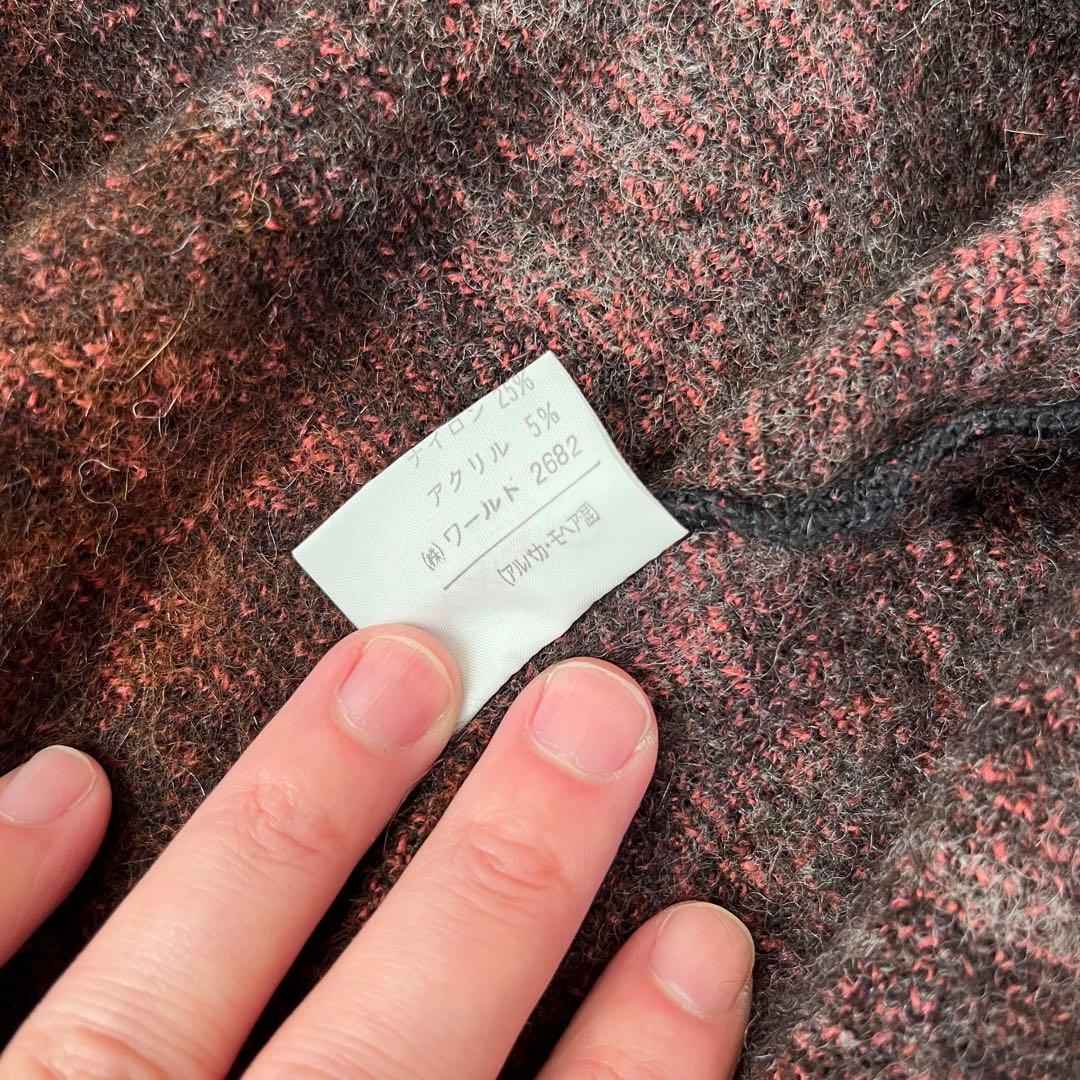 ナイロン 25%
アクリル 5%
㈱ワールド 2682
(アルパカ・モヘア混)